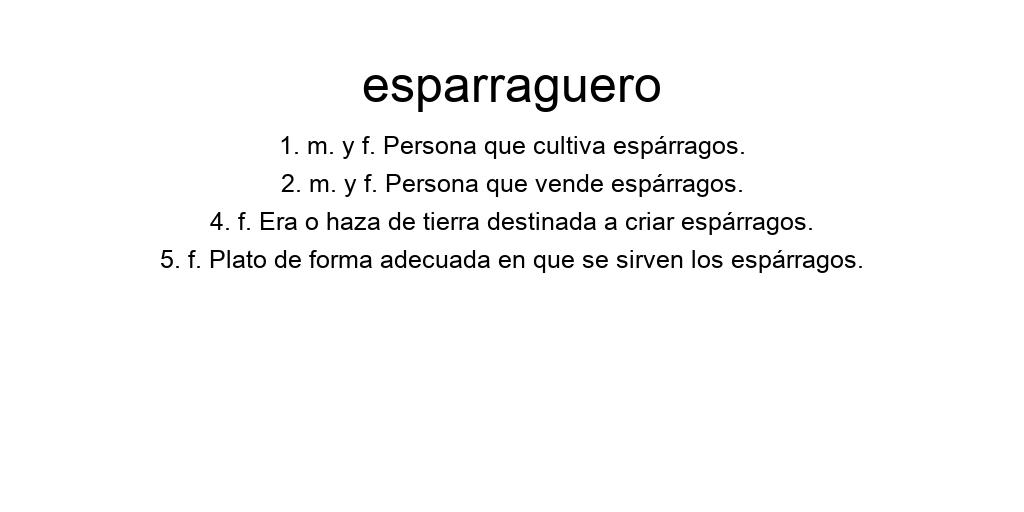 esparraguero
1. m. y f. Persona que cultiva espárragos.
2. m. y f. Persona que vende espárragos.
4. f. Era o haza de tierra destinada a criar espárragos.
5. f. Plato de forma adecuada en que se sirven los espárragos.